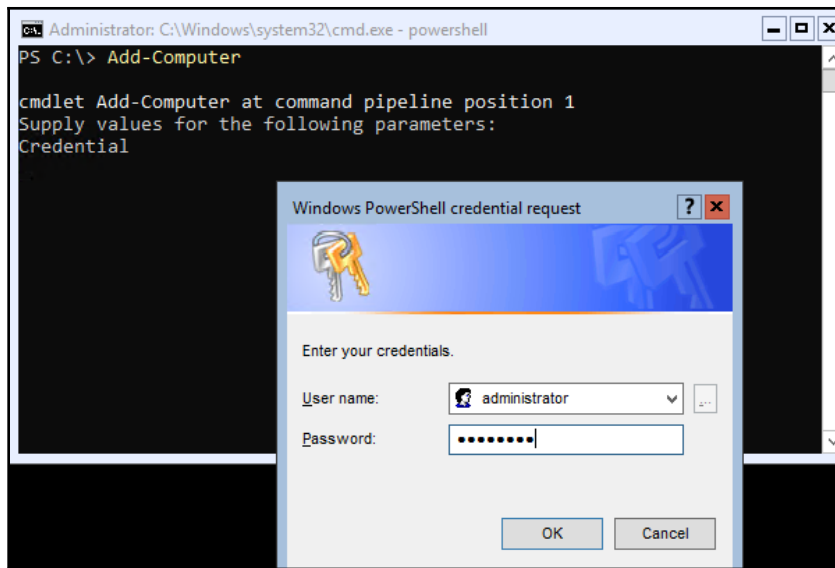 Administrator: C:\Windows\system32\cmd.exe - powershell
PS C:\> Add-Computer
cmdlet Add-Computer at command pipeline position 1
Supply values for the following parameters:
Credential
Windows PowerShell credential request
Enter your credentials.
User name: administrator ...
Password: ••••••••
OK Cancel